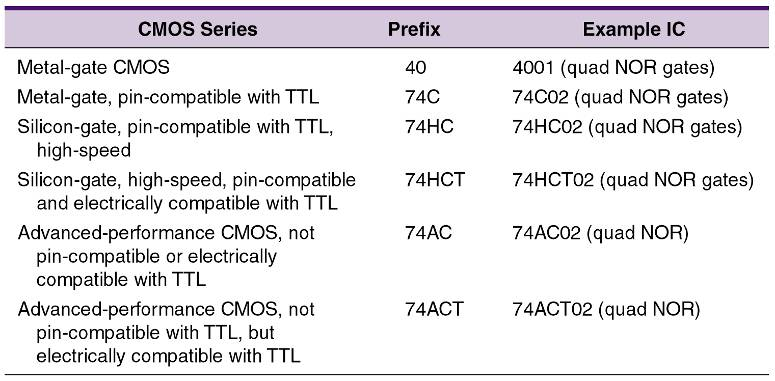 CMOS Series Prefix Example IC
Metal-gate CMOS 40 4001 (quad NOR gates)
Metal-gate, pin-compatible with TTL 74C 74C02 (quad NOR gates)
Silicon-gate, pin-compatible with TTL, 74HC 74HC02 (quad NOR gates)
high-speed
Silicon-gate, high-speed, pin-compatible 74HCT 74HCT02 (quad NOR gates)
and electrically compatible with TTL
Advanced-performance CMOS, not 74AC 74AC02 (quad NOR)
pin-compatible or electrically
compatible with TTL
Advanced-performance CMOS, not 74ACT 74ACT02 (quad NOR)
pin-compatible with TTL, but
electrically compatible with TTL